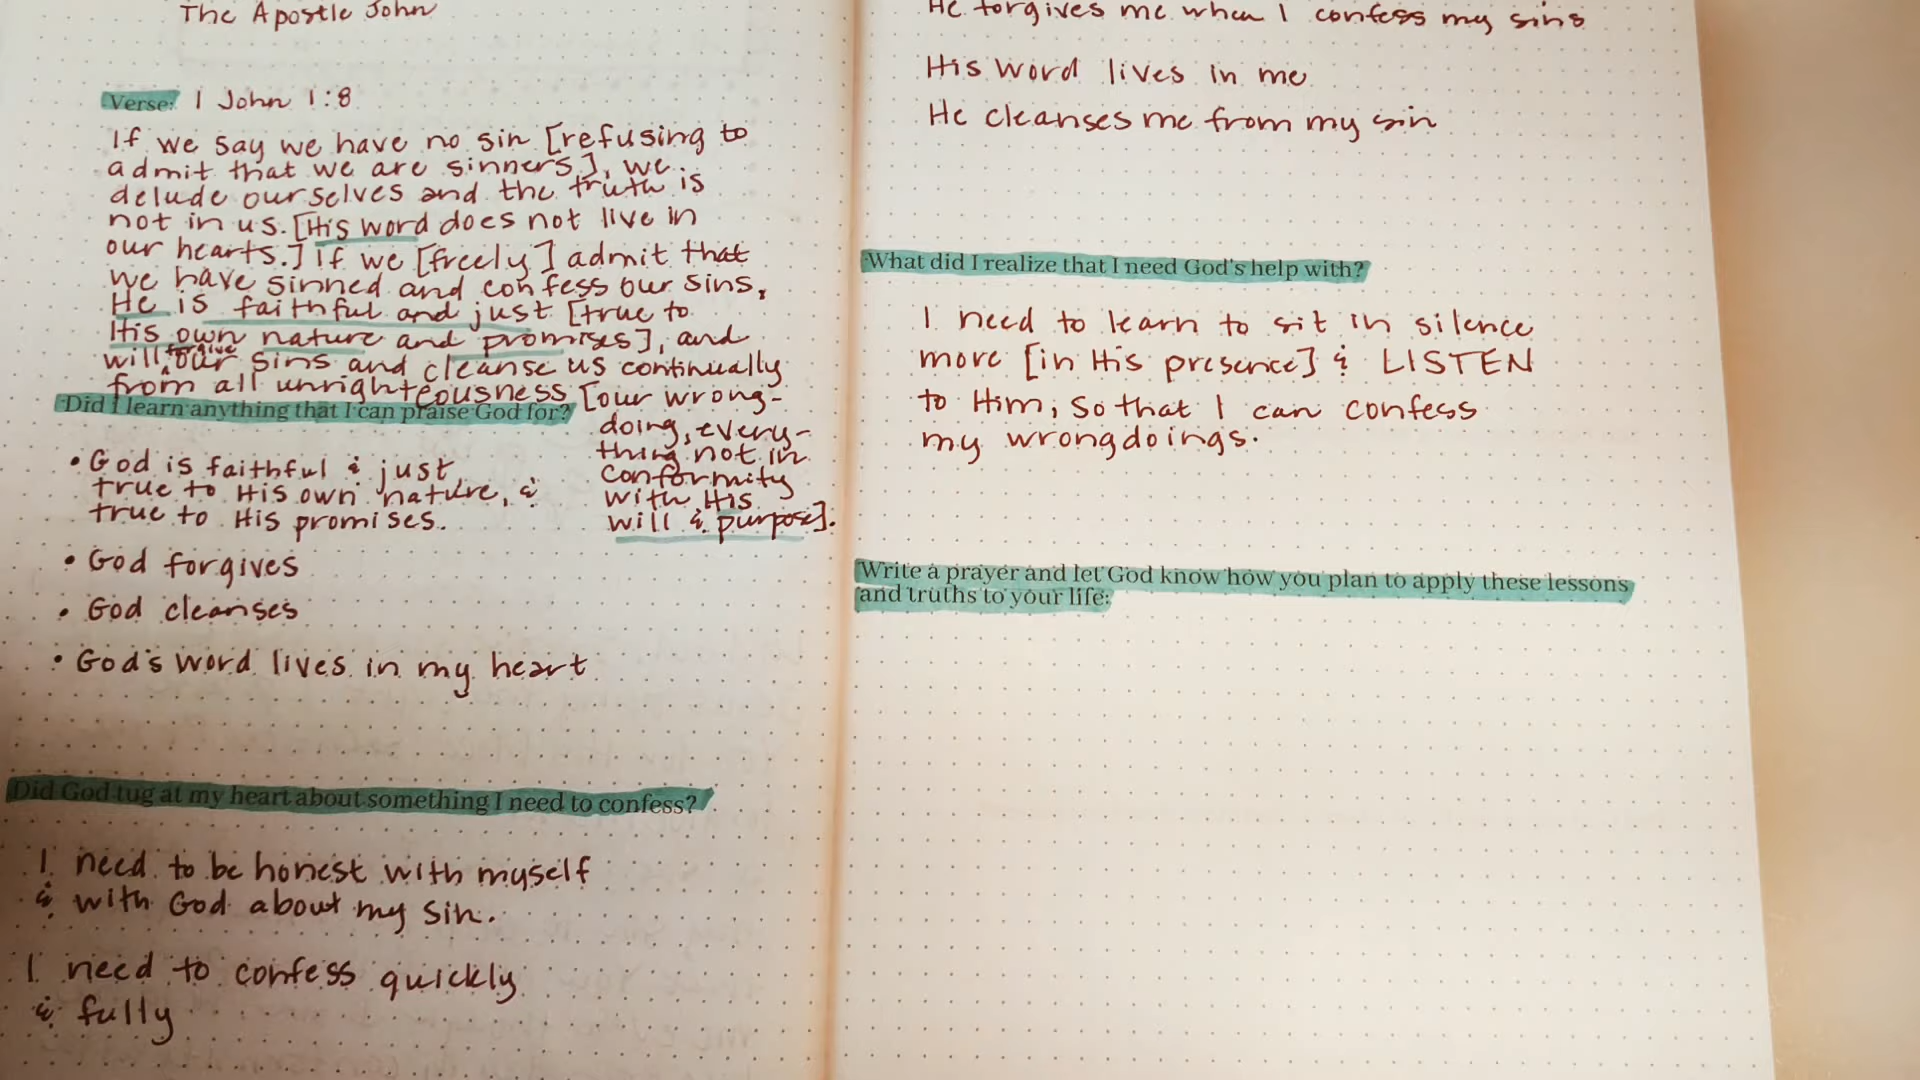 The Apostle John
Verse: 1 John 1:8
If we say we have no sin [refusing to
admit that we are sinners], we
delude ourselves and the truth is
not in us. [His word does not live in
our hearts.] If we [freely] admit that
we have sinned and confess our sins,
He is faithful and just [true to
His own nature and promises], and
will forgive our sins and cleanse us continually
from all unrighteousness [our wrong-
doing, every-
thing not in
conformity
with His
will & purpose].
Did I learn anything that I can praise God for?
• God is faithful & just
true to His own nature, &
true to His promises.
• God forgives
• God cleanses
• God's word lives in my heart
Did God tug at my heart about something I need to confess?
I need to be honest with myself
& with God about my sin.
I need to confess quickly
& fully
He forgives me when I confess my sins
His word lives in me
He cleanses me from my sin
What did I realize that I need God's help with?
I need to learn to sit in silence
more [in His presence] & LISTEN
to Him, so that I can confess
my wrongdoings.
Write a prayer and let God know how you plan to apply these lessons
and truths to your life: